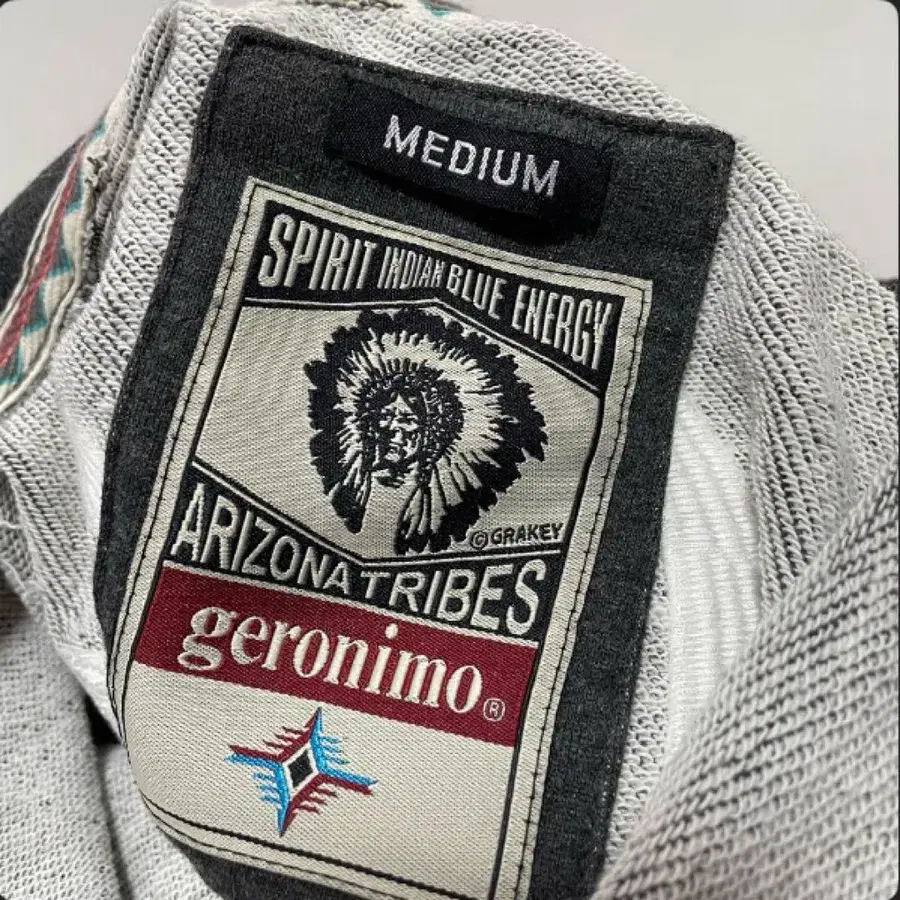 MEDIUM
SPIRIT INDIAN BLUE ENERGY
©GRAKEY
ARIZONA TRIBES
geronimo®